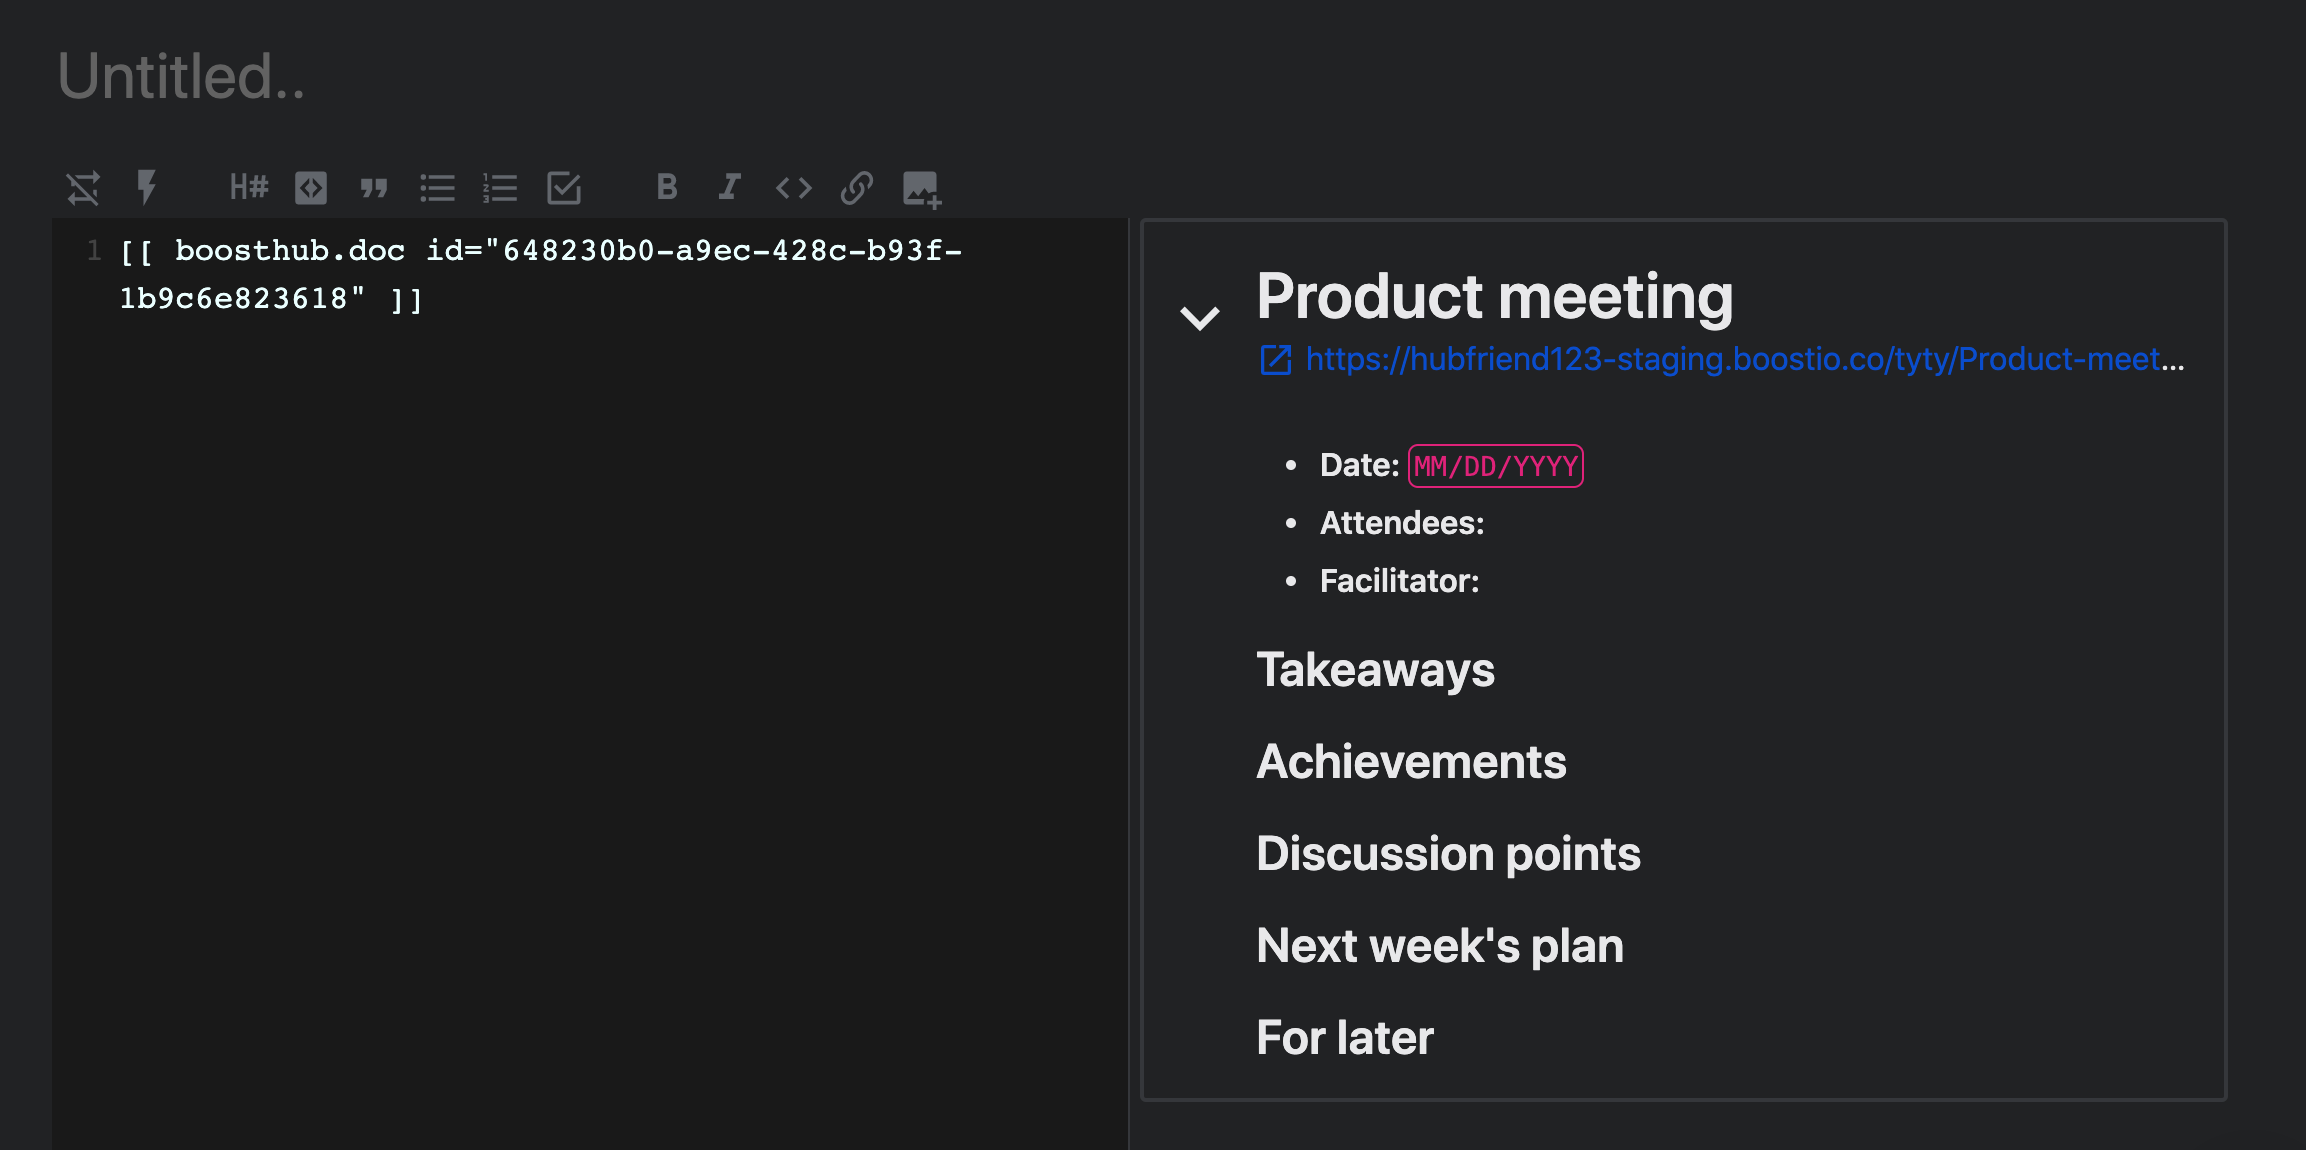 Untitled..
H#
B I
1 [[ boosthub.doc id="648230b0-a9ec-428c-b93f-
1b9c6e823618" ]]
Product meeting
https://hubfriend123-staging.boostio.co/tyty/Product-meet...
• Date: MM/DD/YYYY
• Attendees:
• Facilitator:
Takeaways
Achievements
Discussion points
Next week's plan
For later